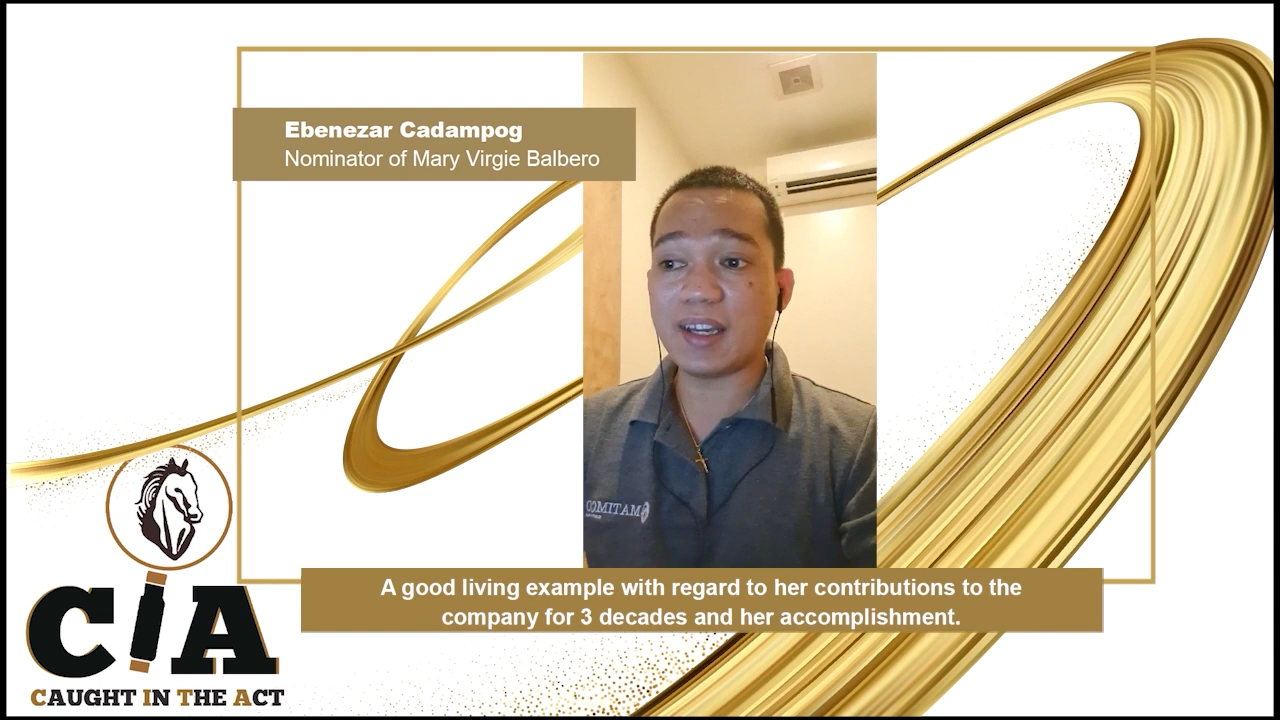 Ebenezar Cadampog
Nominator of Mary Virgie Balbero
MATIMCO
A good living example with regard to her contributions to the
company for 3 decades and her accomplishment.
CIA
CAUGHT IN THE ACT